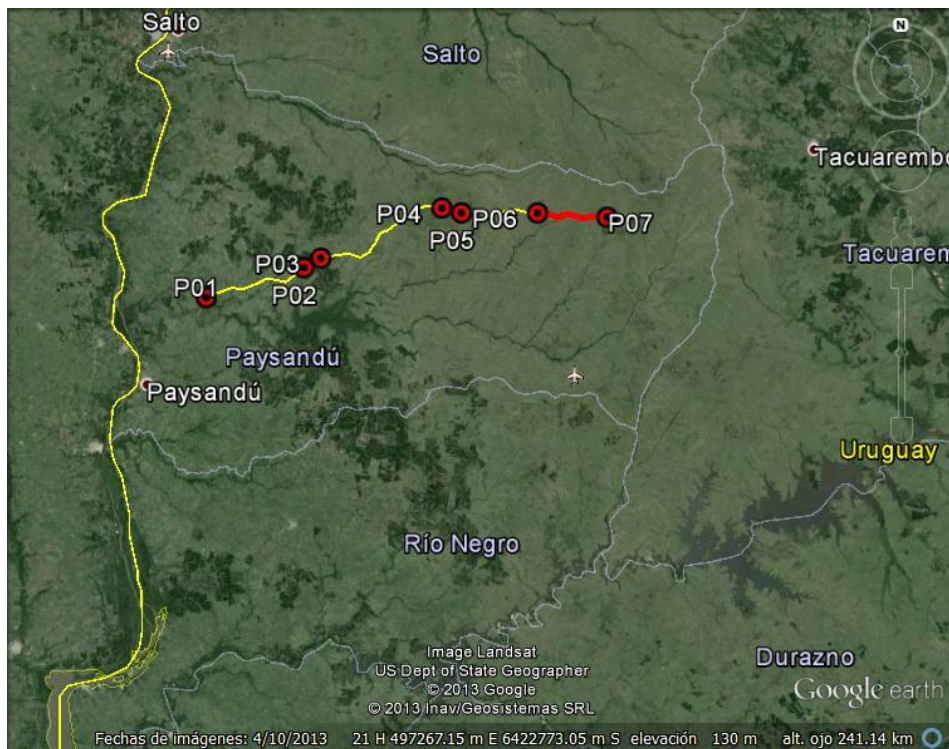 Salto
N
Salto
Tacuarembo
P04
P06
P07
P05
Tacuarem
P03
P01
P02
Paysandú
Paysandú
Uruguay
Río Negro
Image Landsat
US Dept of State Geographer
© 2013 Google
© 2013 Inav/Geosistemas SRL
Durazno
Google earth
Fechas de imágenes: 4/10/2013 21 H 497267.15 m E 6422773.05 m S elevación 130 m alt. ojo 241.14 km